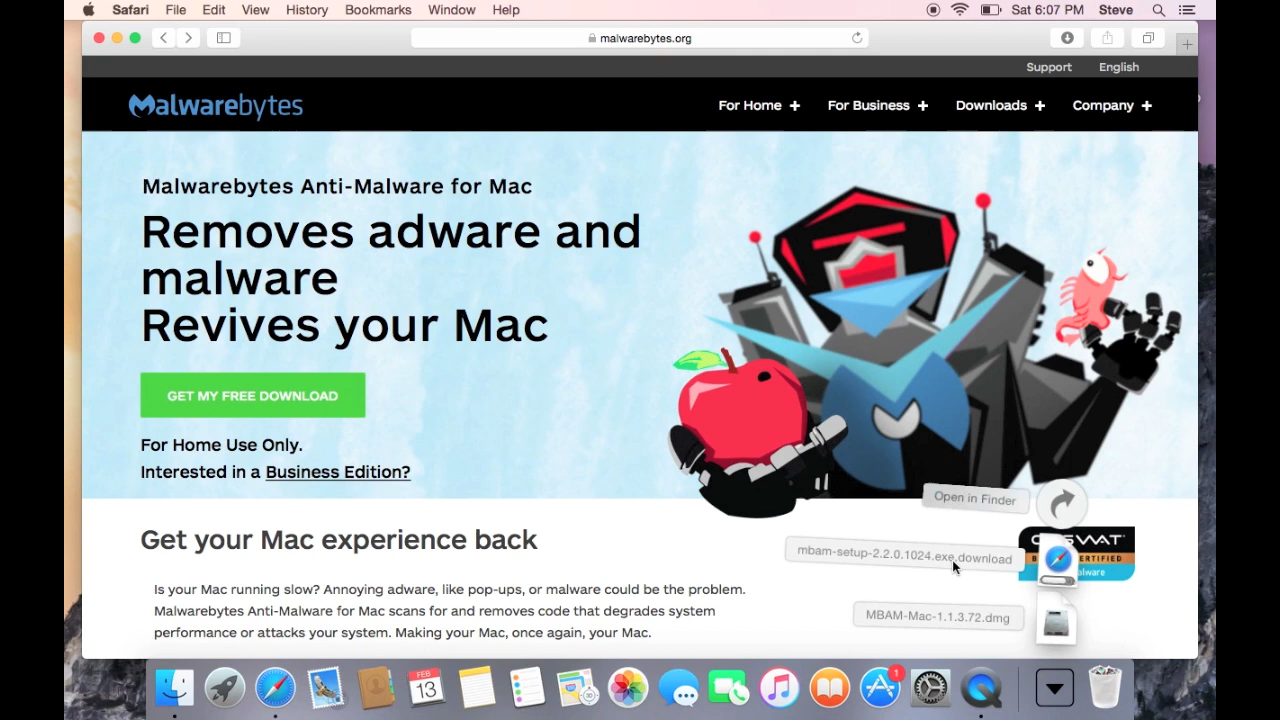 Safari File Edit View History Bookmarks Window Help Sat 6:07 PM Steve
malwarebytes.org
Support English
Malwarebytes For Home + For Business + Downloads + Company +
Malwarebytes Anti-Malware for Mac
Removes adware and
malware
Revives your Mac
GET MY FREE DOWNLOAD
For Home Use Only.
Interested in a Business Edition?
Open in Finder
Get your Mac experience back
mbam-setup-2.2.0.1024.exe.download
MBAM-Mac-1.1.3.72.dmg
Is your Mac running slow? Annoying adware, like pop-ups, or malware could be the problem.
Malwarebytes Anti-Malware for Mac scans for and removes code that degrades system
performance or attacks your system. Making your Mac, once again, your Mac.
FEB
13
1